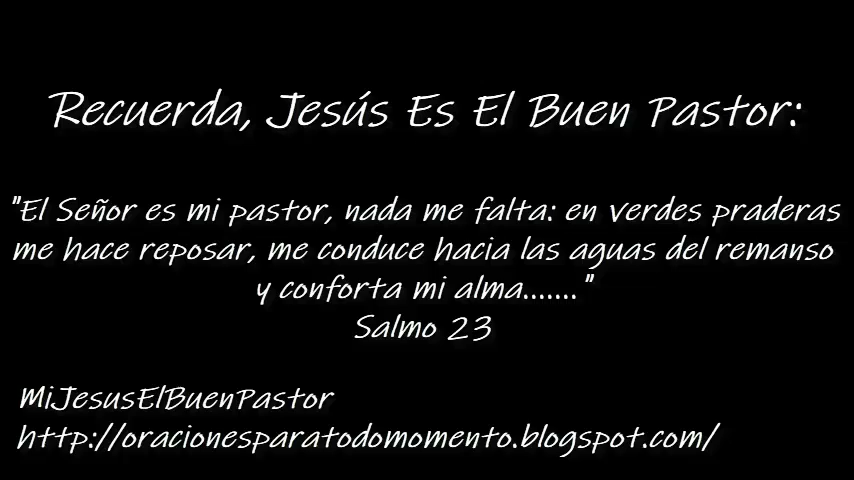 Recuerda, Jesús Es El Buen Pastor:
"El Señor es mi pastor, nada me falta: en verdes praderas
me hace reposar, me conduce hacia las aguas del remanso
y conforta mi alma......."
Salmo 23
MiJesusElBuenPastor
http://oracionesparatodomomento.blogspot.com/